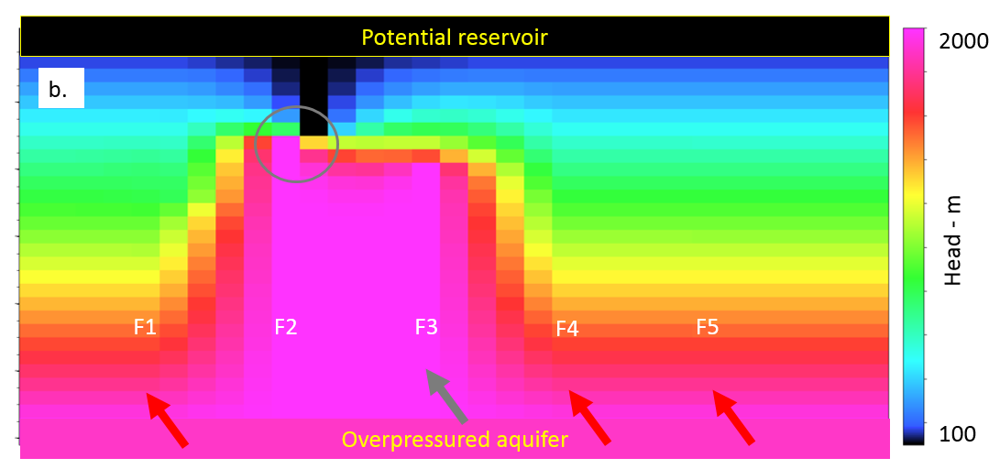 Potential reservoir
2000
b.
Head - m
F1
F2
F3
F4
F5
Overpressured aquifer
100